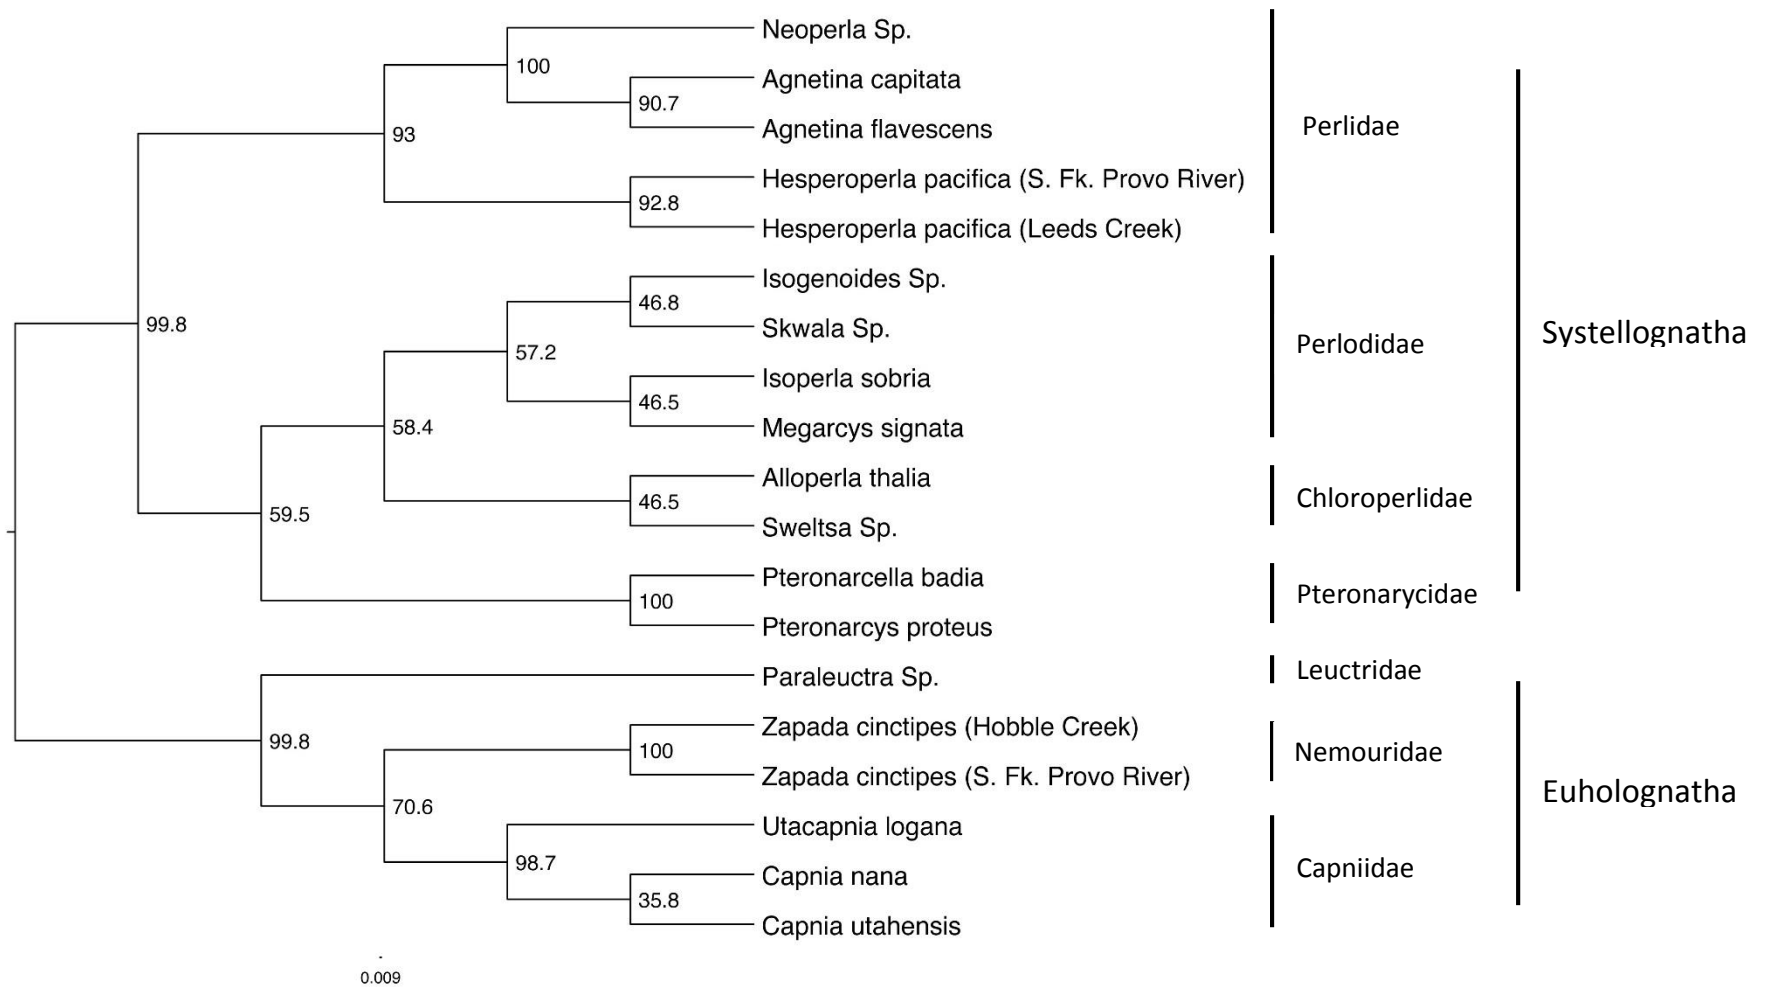 Neoperla Sp.
100
Agnetina capitata
90.7
Agnetina flavescens
93
Perlidae
Hesperoperla pacifica (S. Fk. Provo River)
92.8
Hesperoperla pacifica (Leeds Creek)
99.8
Isogenoides Sp.
46.8
Skwala Sp.
57.2
Perlodidae
Systellognatha
Isoperla sobria
46.5
Megarcys signata
58.4
Alloperla thalia
46.5
Chloroperlidae
Sweltsa Sp.
59.5
Pteronarcella badia
100
Pteronarycidae
Pteronarcys proteus
Paraleuctra Sp.
Leuctridae
99.8
Zapada cinctipes (Hobble Creek)
100
Nemouridae
Zapada cinctipes (S. Fk. Provo River)
70.6
Euholognatha
Utacapnia logana
98.7
Capnia nana
Capniidae
35.8
Capnia utahensis
0.009